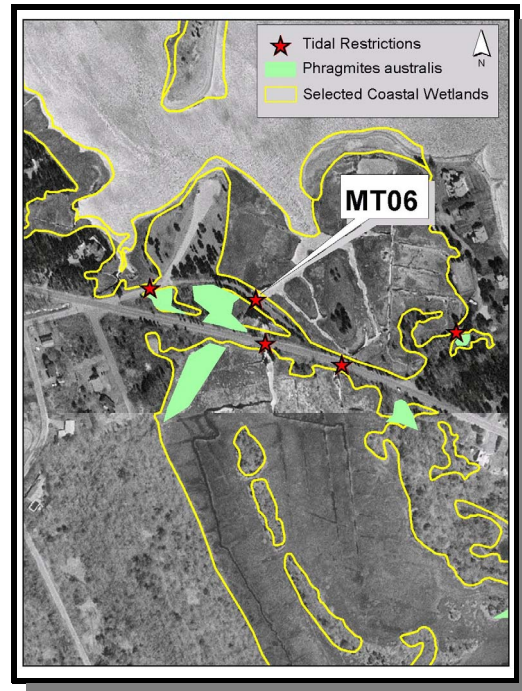 Tidal Restrictions
Phragmites australis
Selected Coastal Wetlands
N
MT06